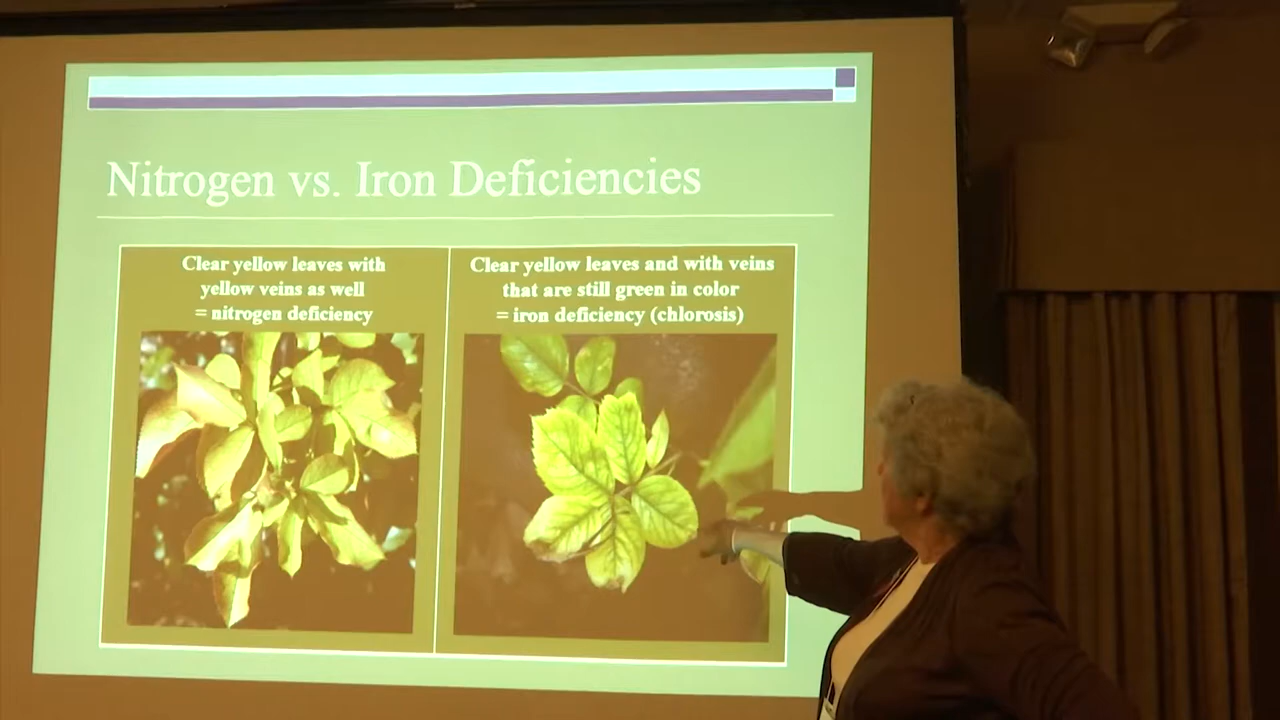 Nitrogen vs. Iron Deficiencies
Clear yellow leaves with
yellow veins as well
= nitrogen deficiency
Clear yellow leaves and with veins
that are still green in color
= iron deficiency (chlorosis)